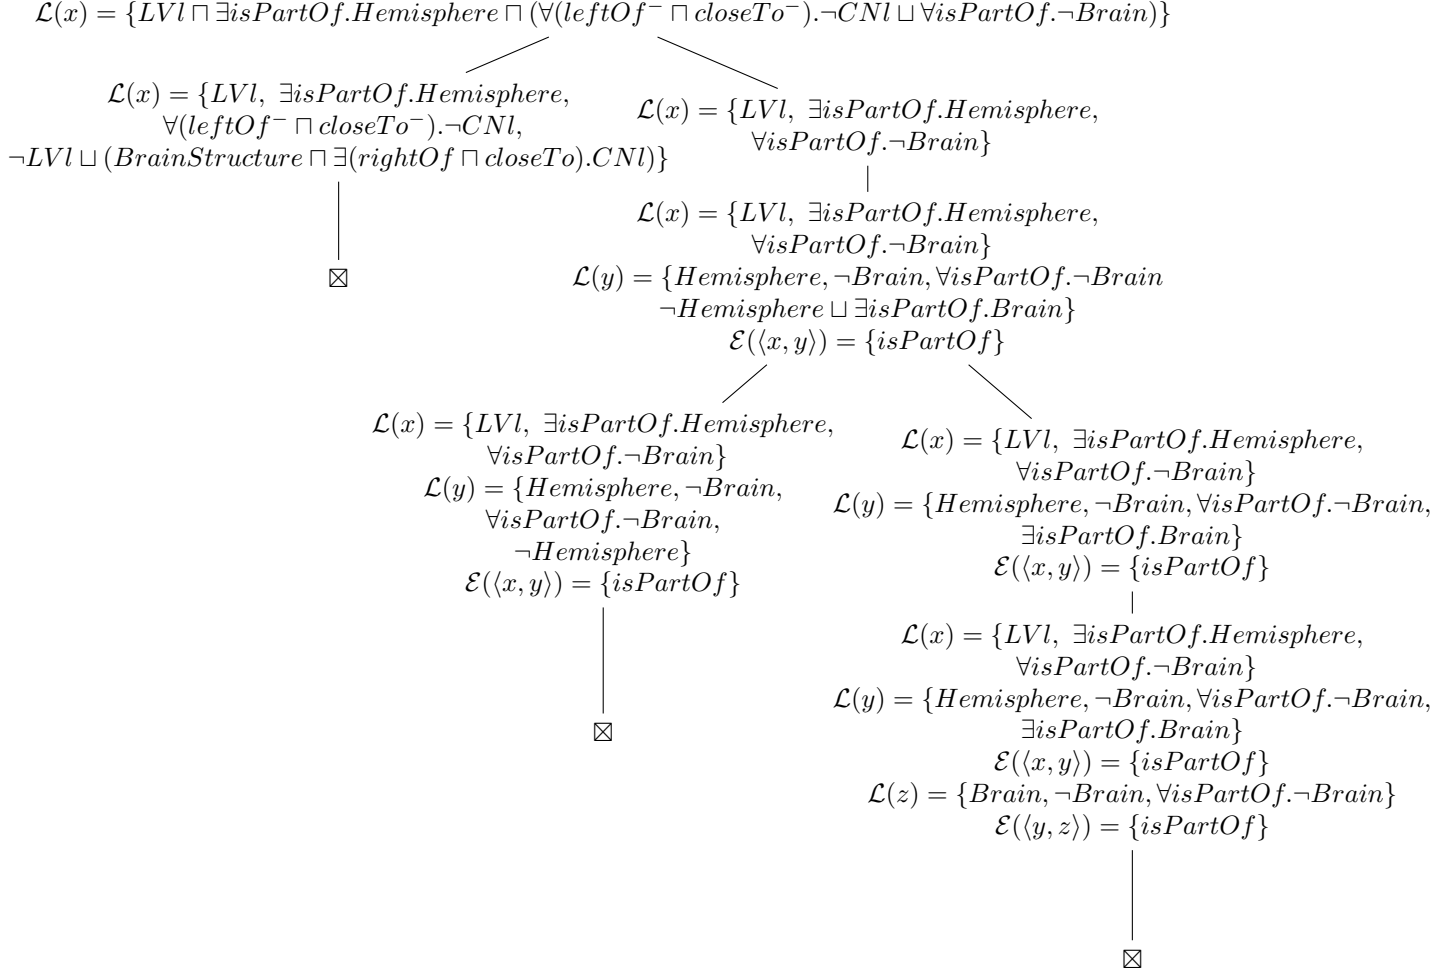 ℒ(x) = {LVl ⊓ ∃isPartOf.Hemisphere ⊓ (∀(leftOf⁻ ⊓ closeTo⁻).¬CNl ⊔ ∀isPartOf.¬Brain)}
ℒ(x) = {LVl, ∃isPartOf.Hemisphere,
∀(leftOf⁻ ⊓ closeTo⁻).¬CNl,
¬LVl ⊔ (BrainStructure ⊓ ∃(rightOf ⊓ closeTo).CNl)}
⊠
ℒ(x) = {LVl, ∃isPartOf.Hemisphere,
∀isPartOf.¬Brain}
ℒ(x) = {LVl, ∃isPartOf.Hemisphere,
∀isPartOf.¬Brain}
ℒ(y) = {Hemisphere, ¬Brain, ∀isPartOf.¬Brain
¬Hemisphere ⊔ ∃isPartOf.Brain}
ℰ(⟨x, y⟩) = {isPartOf}
ℒ(x) = {LVl, ∃isPartOf.Hemisphere,
∀isPartOf.¬Brain}
ℒ(y) = {Hemisphere, ¬Brain,
∀isPartOf.¬Brain,
¬Hemisphere}
ℰ(⟨x, y⟩) = {isPartOf}
⊠
ℒ(x) = {LVl, ∃isPartOf.Hemisphere,
∀isPartOf.¬Brain}
ℒ(y) = {Hemisphere, ¬Brain, ∀isPartOf.¬Brain,
∃isPartOf.Brain}
ℰ(⟨x, y⟩) = {isPartOf}
ℒ(x) = {LVl, ∃isPartOf.Hemisphere,
∀isPartOf.¬Brain}
ℒ(y) = {Hemisphere, ¬Brain, ∀isPartOf.¬Brain,
∃isPartOf.Brain}
ℰ(⟨x, y⟩) = {isPartOf}
ℒ(z) = {Brain, ¬Brain, ∀isPartOf.¬Brain}
ℰ(⟨y, z⟩) = {isPartOf}
⊠